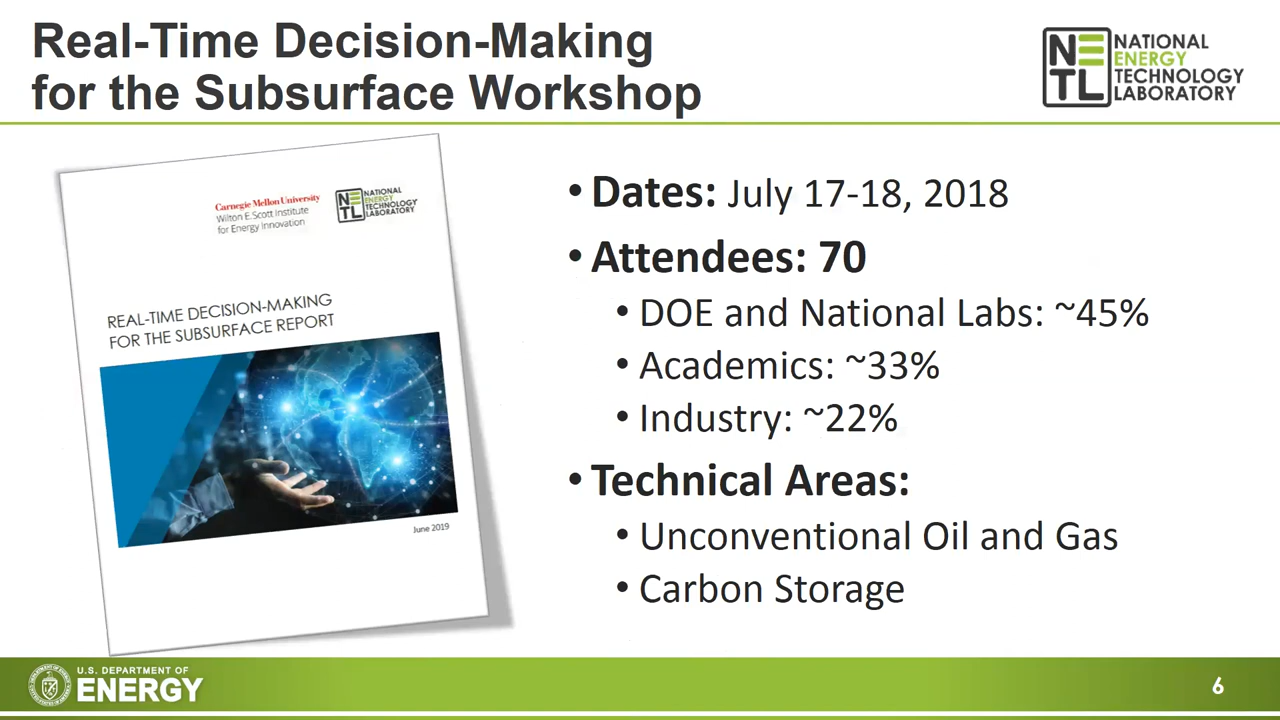 Real-Time Decision-Making
for the Subsurface Workshop
NETL NATIONAL
ENERGY
TECHNOLOGY
LABORATORY
Carnegie Mellon University
Wilton E. Scott Institute
for Energy Innovation
NETL NATIONAL
ENERGY
TECHNOLOGY
LABORATORY
REAL-TIME DECISION-MAKING
FOR THE SUBSURFACE REPORT
June 2019
• Dates: July 17-18, 2018
• Attendees: 70
• DOE and National Labs: ~45%
• Academics: ~33%
• Industry: ~22%
• Technical Areas:
• Unconventional Oil and Gas
• Carbon Storage
U.S. DEPARTMENT OF
ENERGY
6